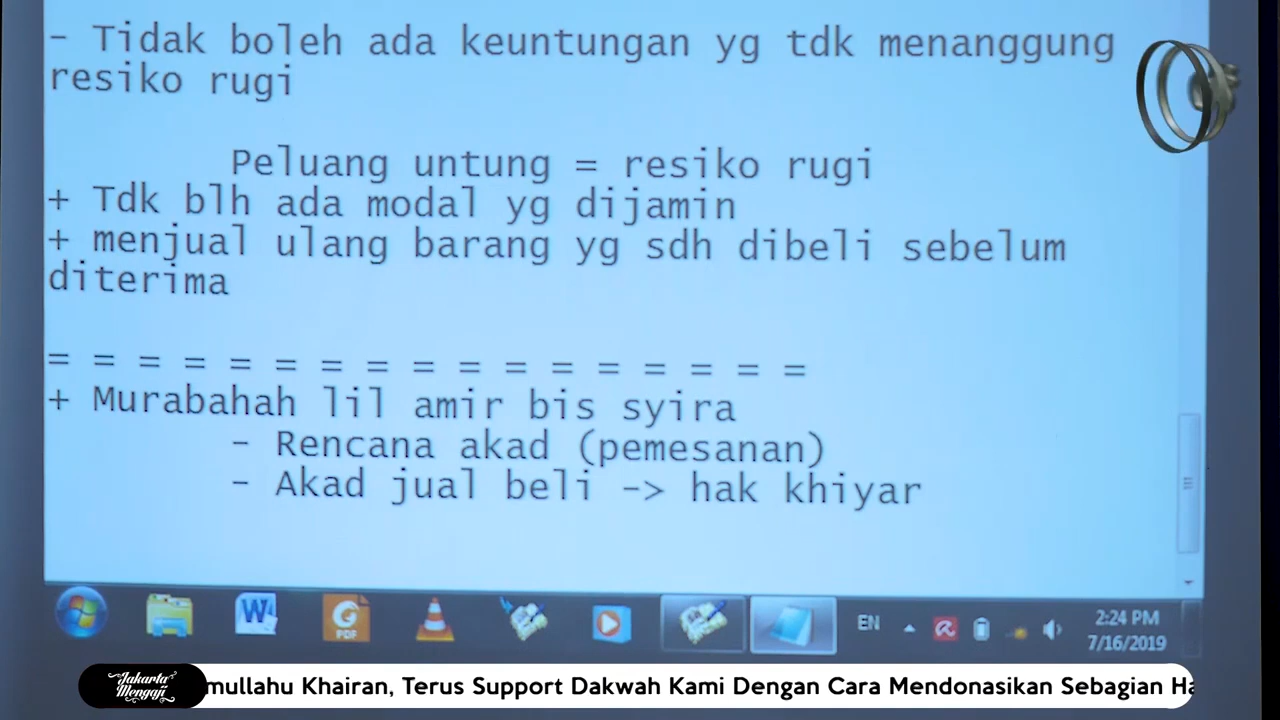 - Tidak boleh ada keuntungan yg tdk menanggung
resiko rugi
Peluang untung = resiko rugi
+ Tdk blh ada modal yg dijamin
+ menjual ulang barang yg sdh dibeli sebelum
diterima
= = = = = = = = = = = = = = = = =
+ Murabahah lil amir bis syira
- Rencana akad (pemesanan)
- Akad jual beli -> hak khiyar
EN
2:24 PM
7/16/2019
W
PDF
Jakarta
Mengaji
mullahu Khairan, Terus Support Dakwah Kami Dengan Cara Mendonasikan Sebagian Ha